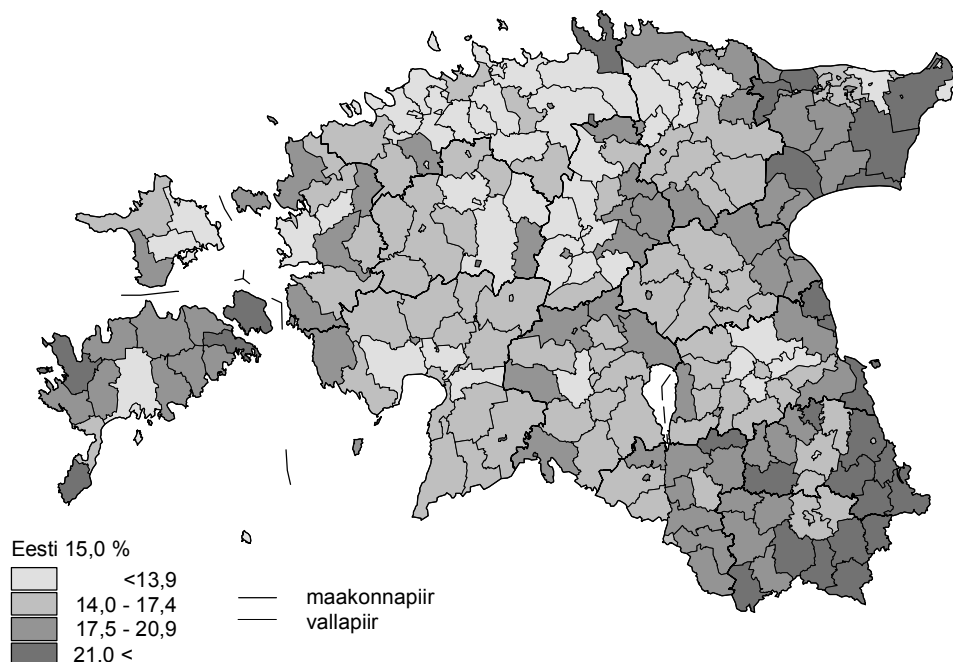 Eesti 15,0 %
<13,9
14,0 - 17,4
17,5 - 20,9
21,0 <
maakonnapiir
vallapiir